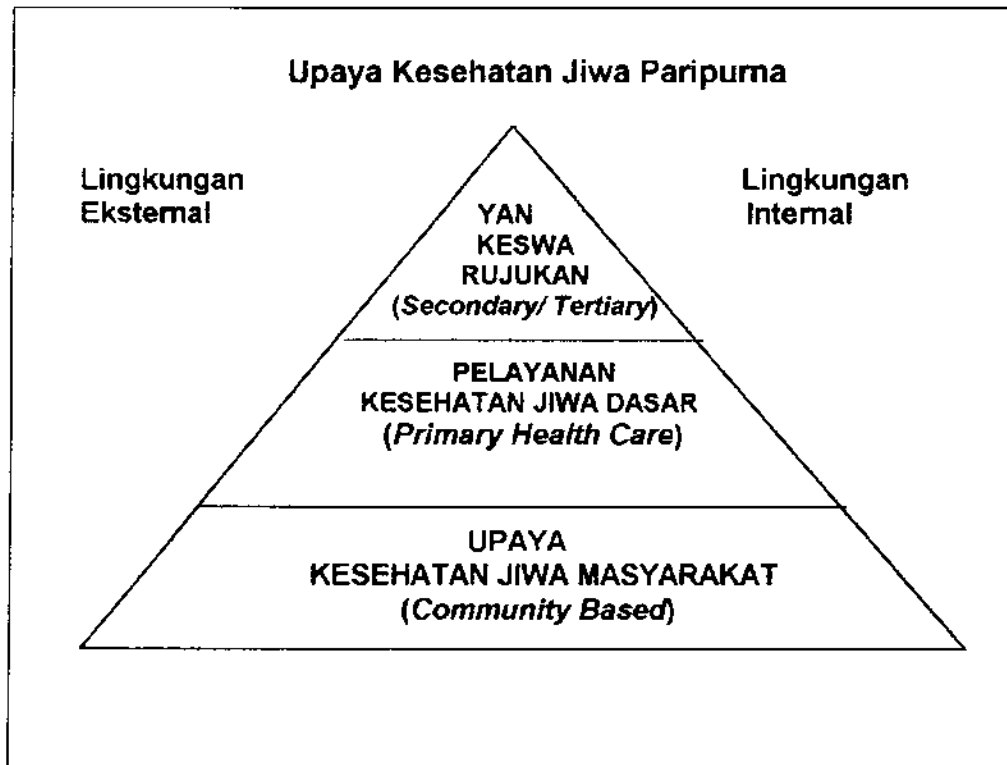 Upaya Kesehatan Jiwa Paripurna
Lingkungan
Eksternal
Lingkungan
Internal
YAN
KESWA
RUJUKAN
(Secondary/ Tertiary)
PELAYANAN
KESEHATAN JIWA DASAR
(Primary Health Care)
UPAYA
KESEHATAN JIWA MASYARAKAT
(Community Based)